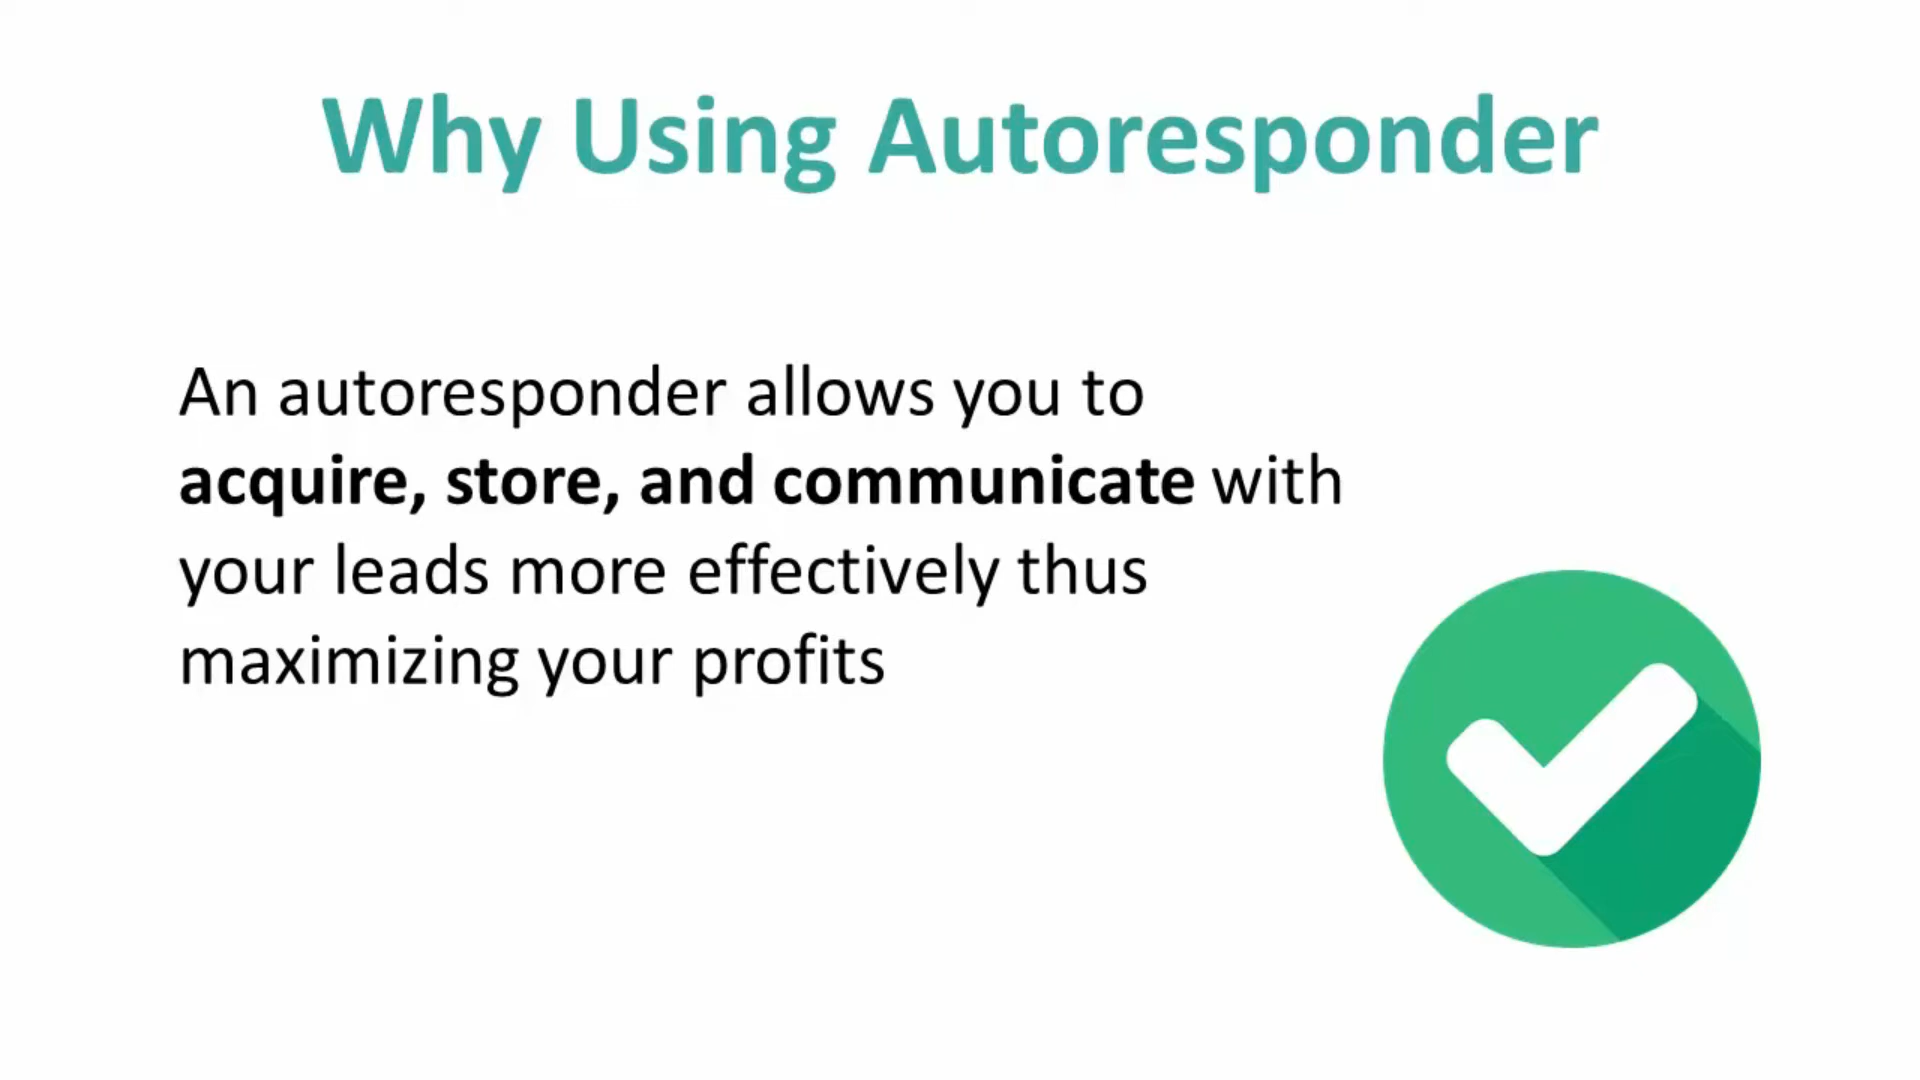 Why Using Autoresponder
An autoresponder allows you to
acquire, store, and communicate with
your leads more effectively thus
maximizing your profits